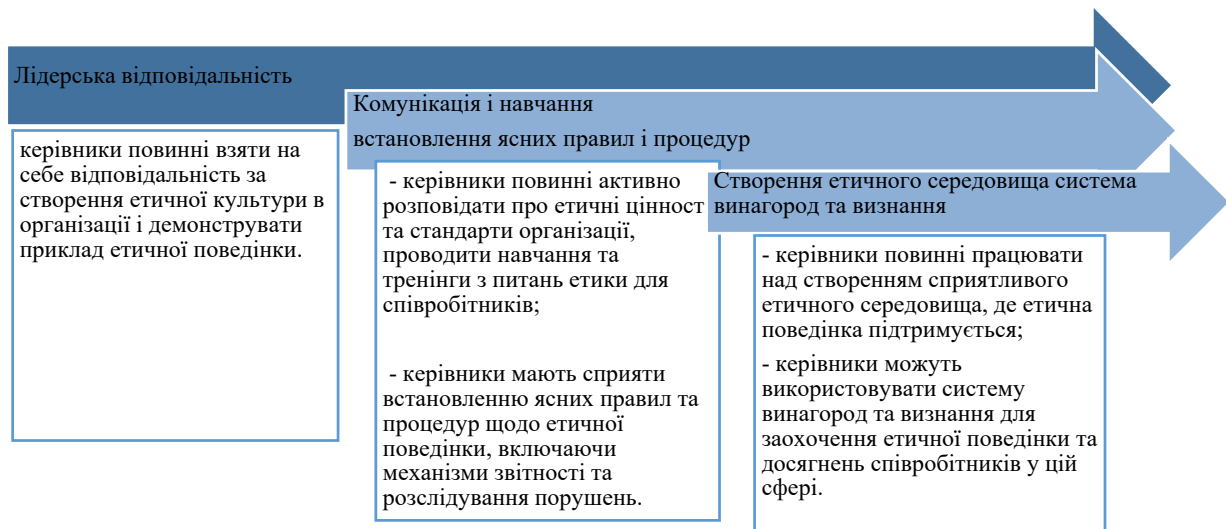 Лідерська відповідальність
керівники повинні взяти на
себе відповідальність за
створення етичної культури в
організації і демонструвати
приклад етичної поведінки.
Комунікація і навчання
встановлення ясних правил і процедур
- керівники повинні активно
розповідати про етичні цінност
та стандарти організації,
проводити навчання та
тренінги з питань етики для
співробітників;
- керівники мають сприяти
встановленню ясних правил та
процедур щодо етичної
поведінки, включаючи
механізми звітності та
розслідування порушень.
Створення етичного середовища система
винагород та визнання
- керівники повинні працювати
над створенням сприятливого
етичного середовища, де етична
поведінка підтримується;
- керівники можуть
використовувати систему
винагород та визнання для
заохочення етичної поведінки та
досягнень співробітників у цій
сфері.